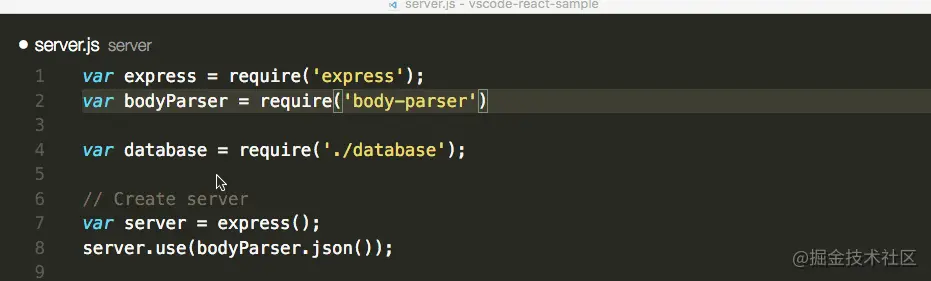 server.js - vscode-react-sample
server.js server
1 var express = require('express');
2 var bodyParser = require('body-parser')
3
4 var database = require('./database');
5
6 // Create server
7 var server = express();
8 server.use(bodyParser.json());
9
@掘金技术社区